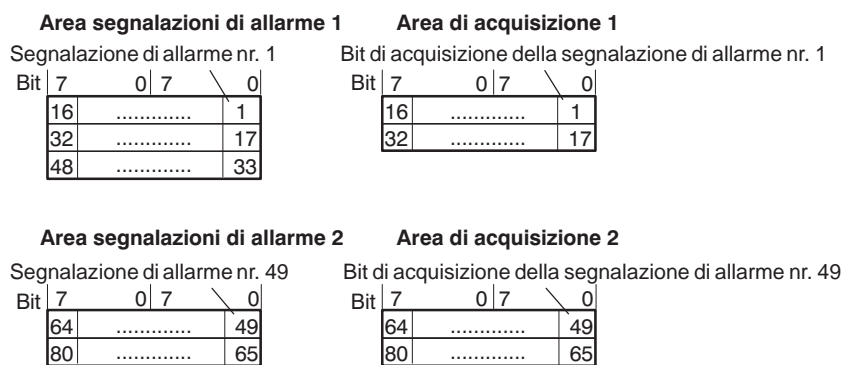 Area segnalazioni di allarme 1 Area di acquisizione 1
Segnalazione di allarme nr. 1 Bit di acquisizione della segnalazione di allarme nr. 1
Bit 7 0 7 0 Bit 7 0 7 0
16 ............. 1 16 ............. 1
32 ............. 17 32 ............. 17
48 ............. 33
Area segnalazioni di allarme 2 Area di acquisizione 2
Segnalazione di allarme nr. 49 Bit di acquisizione della segnalazione di allarme nr. 49
Bit 7 0 7 0 Bit 7 0 7 0
64 ............. 49 64 ............. 49
80 ............. 65 80 ............. 65